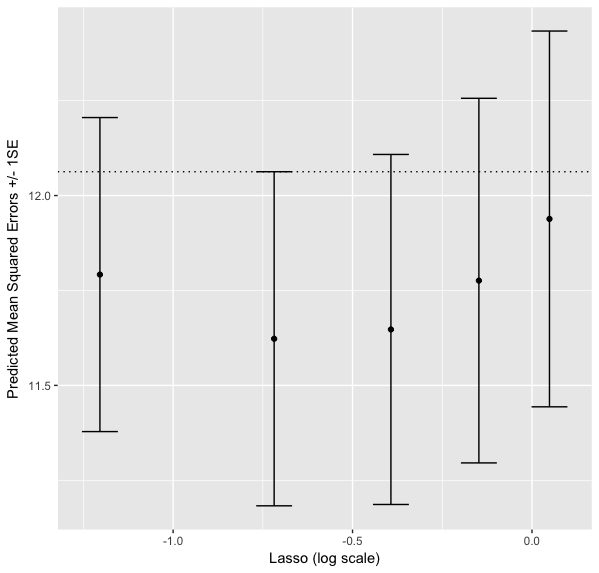 Predicted Mean Squared Errors +/- 1SE
12.0
11.5
-1.0
-0.5
0.0
Lasso (log scale)